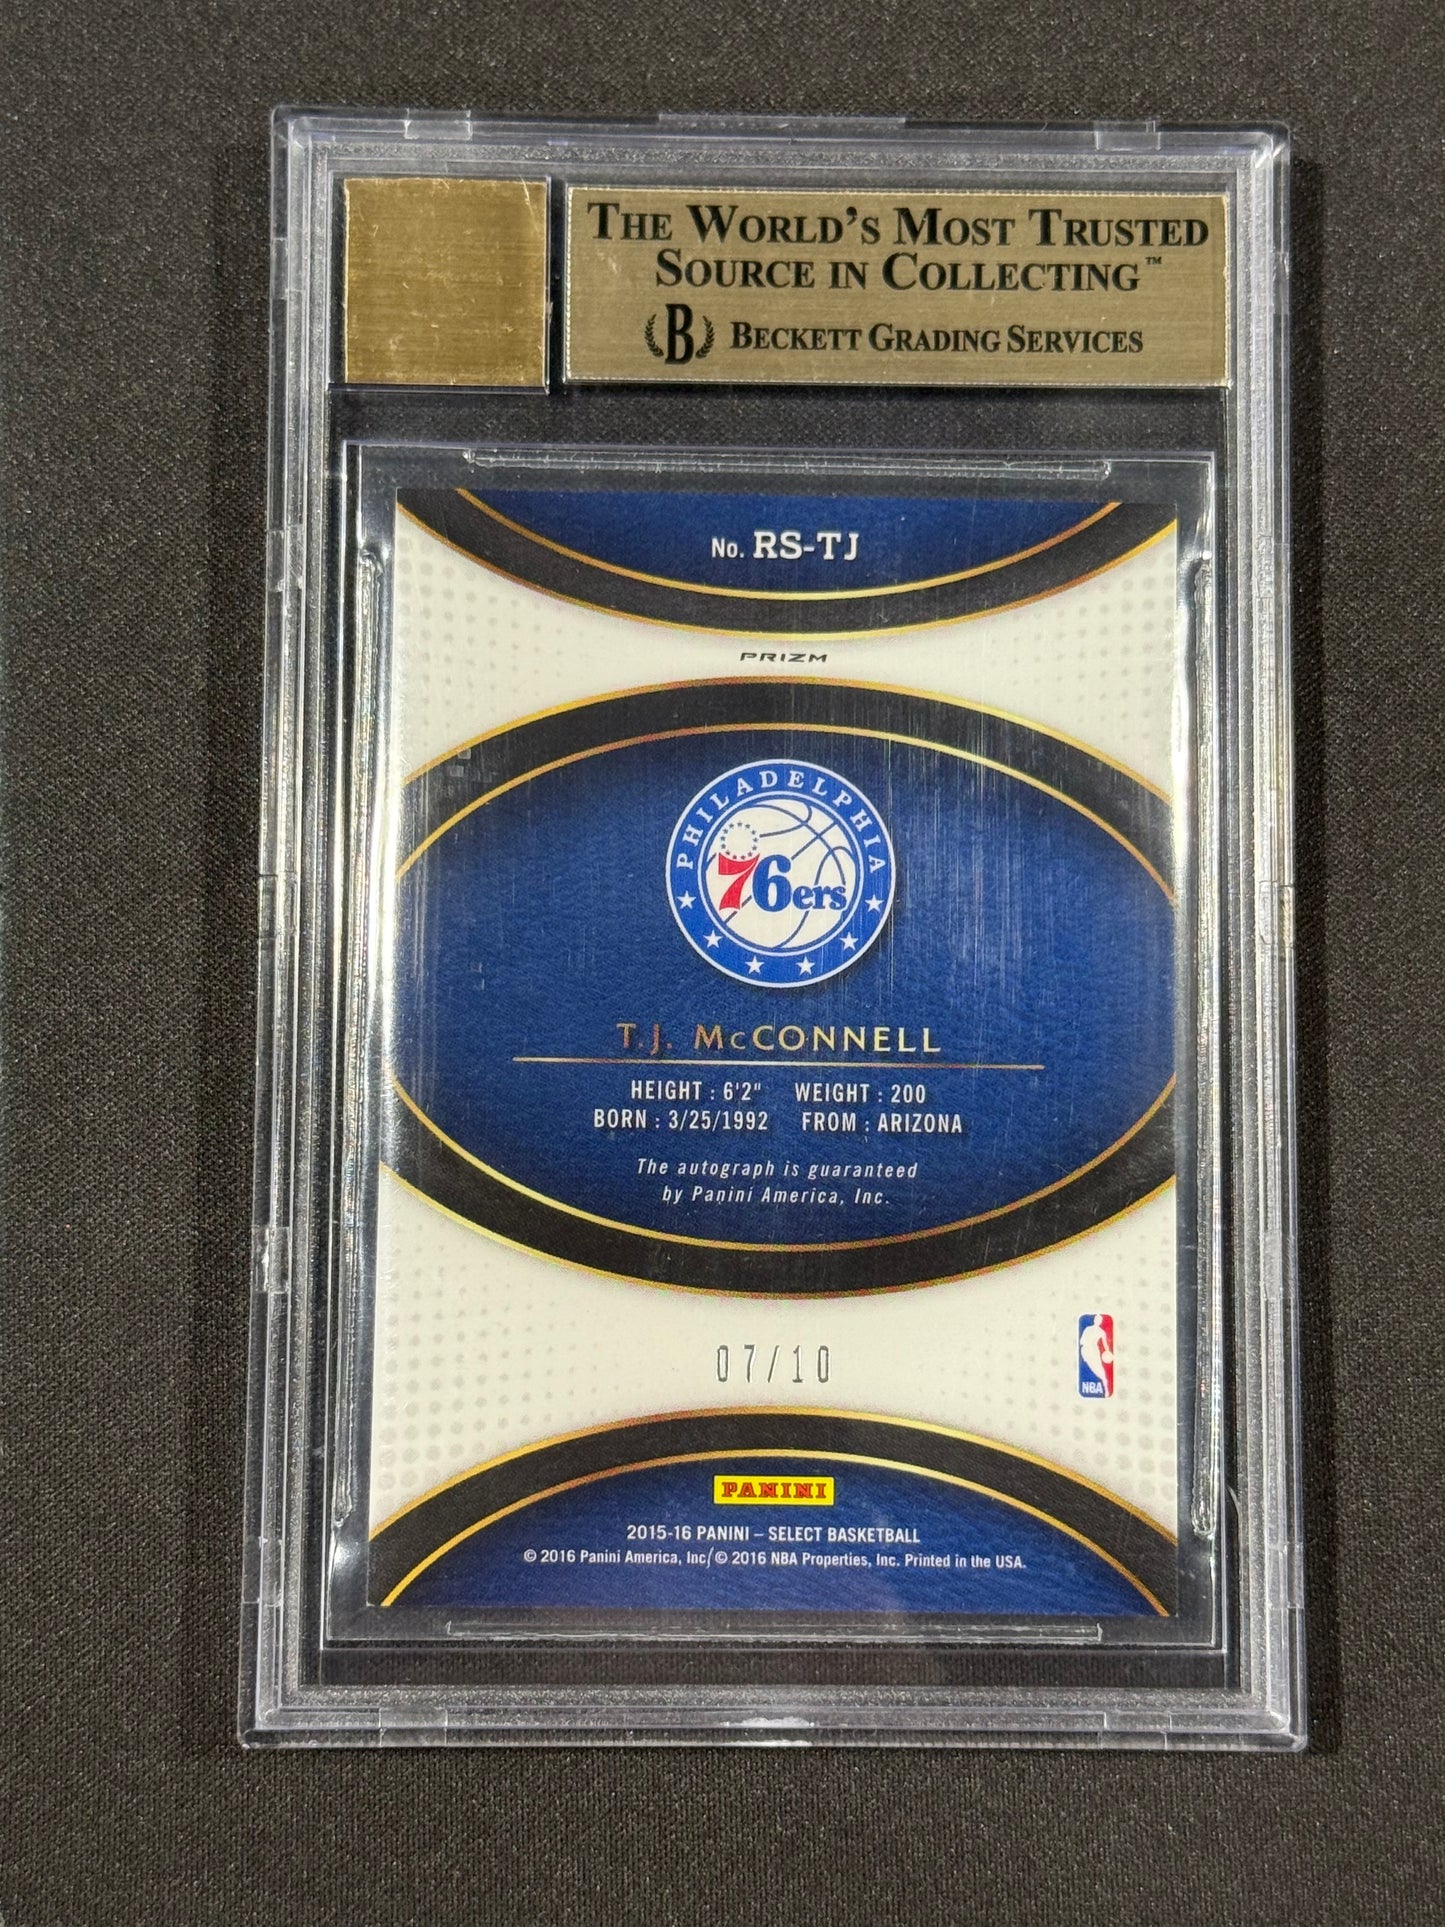 THE WORLD'S MOST TRUSTED
SOURCE IN COLLECTING™
B BECKETT GRADING SERVICES
No. RS-TJ
PRIZM
PHILADELPHIA
76ers
T.J. McCONNELL
HEIGHT : 6'2" WEIGHT : 200
BORN : 3/25/1992 FROM : ARIZONA
The autograph is guaranteed
by Panini America, Inc.
07/10
NBA
PANINI
2015-16 PANINI – SELECT BASKETBALL
© 2016 Panini America, Inc/© 2016 NBA Properties, Inc. Printed in the USA.